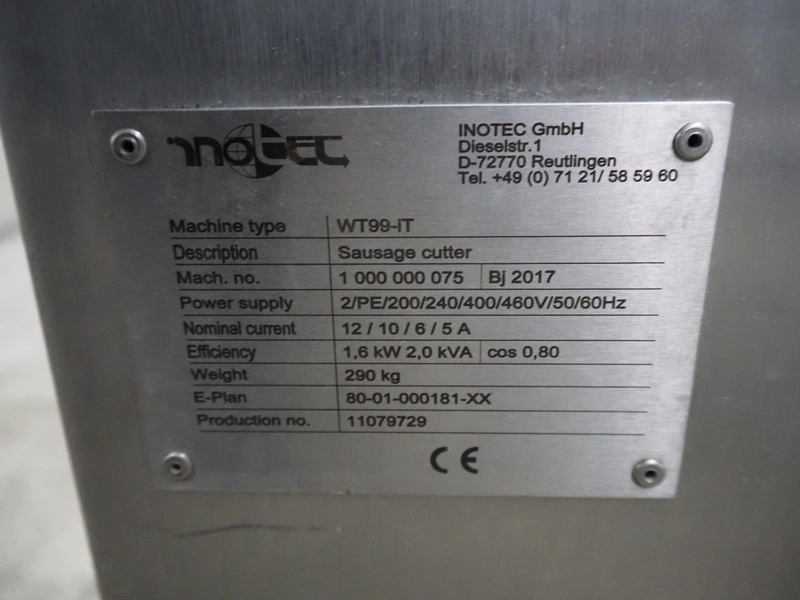 INOTEC
INOTEC GmbH
Dieselstr.1
D-72770 Reutlingen
Tel. +49 (0) 71 21/ 58 59 60
Machine type WT99-iT
Description Sausage cutter
Mach. no. 1 000 000 075 Bj 2017
Power supply 2/PE/200/240/400/460V/50/60Hz
Nominal current 12 / 10 / 6 / 5 A
Efficiency 1,6 kW 2,0 kVA cos 0,80
Weight 290 kg
E-Plan 80-01-000181-XX
Production no. 11079729
CE